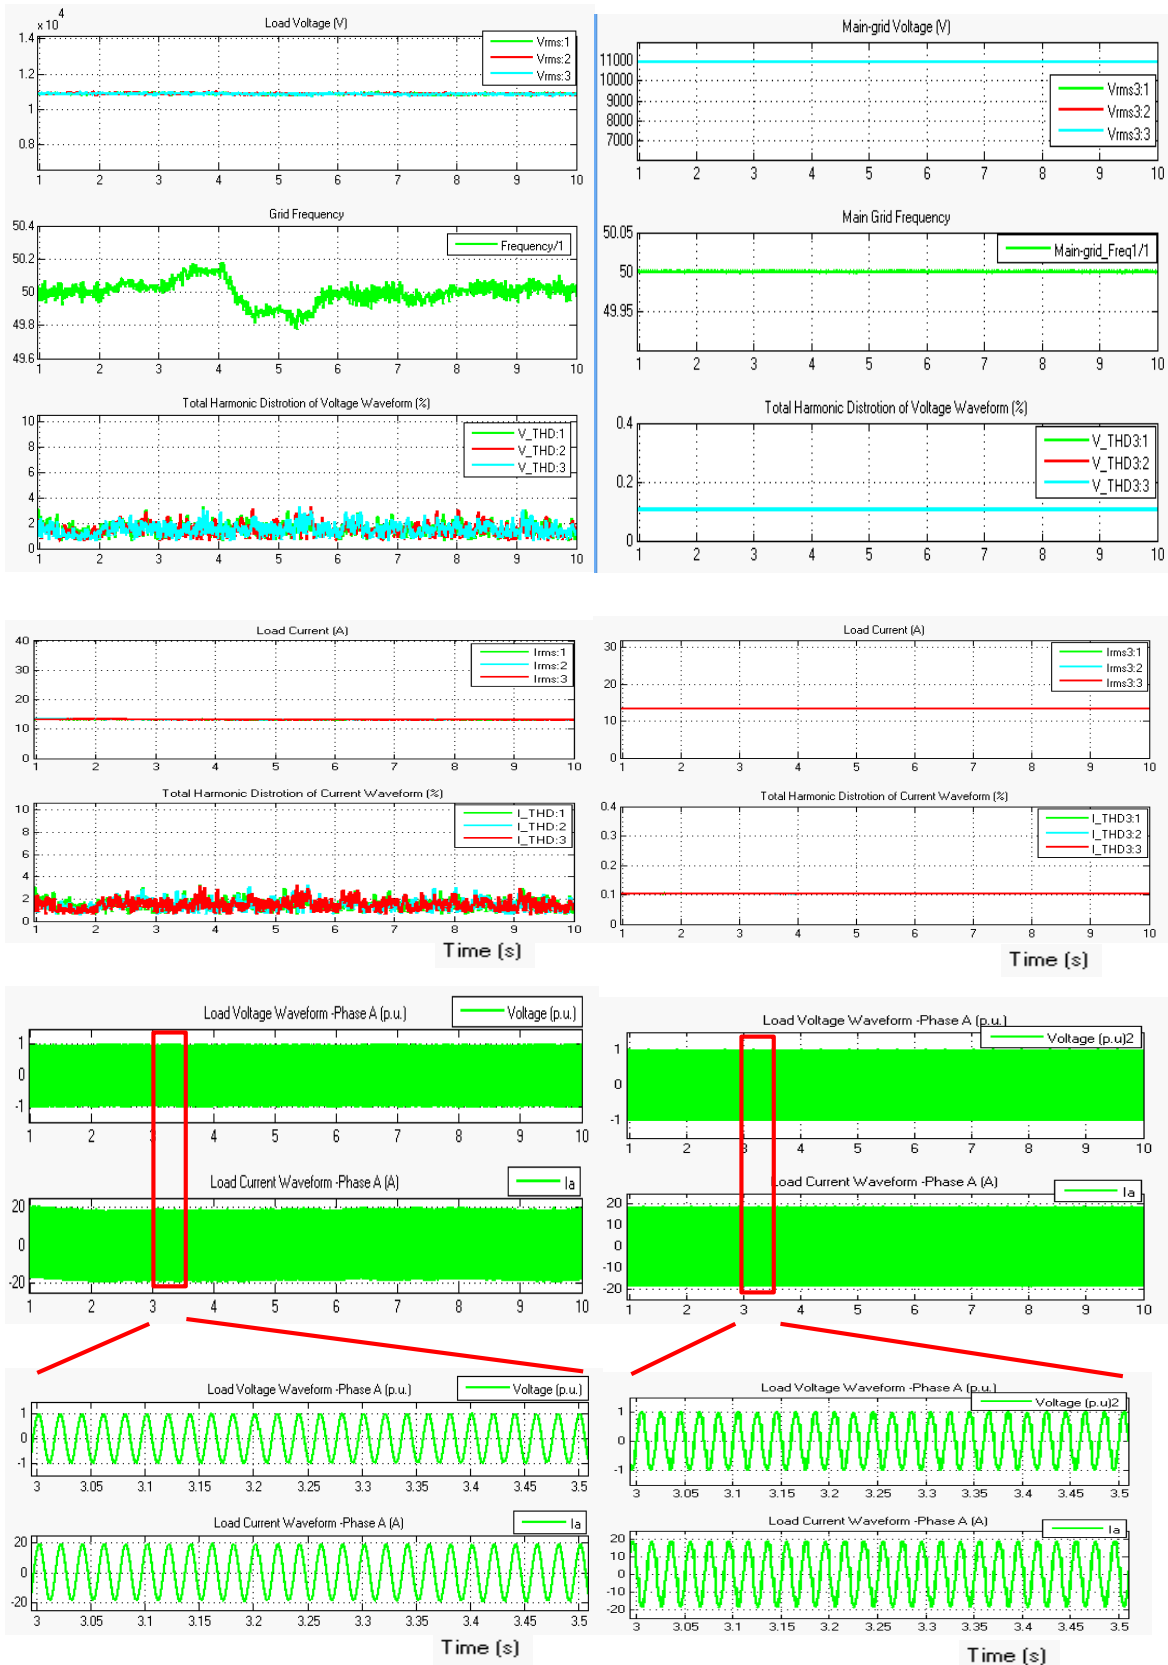 Load Voltage (V)
x 10^4
1.4
1.1
0.8
Vrms:1
Vrms:2
Vrms:3
1 2 3 4 5 6 7 8 9 10
Main-grid Voltage (V)
11000
10000
9000
8000
7000
Vrms3:1
Vrms3:2
Vrms3:3
1 2 3 4 5 6 7 8 9 10
Grid Frequency
50.4
50.2
50
49.8
49.6
Frequency/1
1 2 3 4 5 6 7 8 9 10
Main Grid Frequency
50.05
50
49.95
Main-grid_Freq1/1
1 2 3 4 5 6 7 8 9 10
Total Harmonic Distrotion of Voltage Waveform (%)
10
8
6
4
2
0
V_THD:1
V_THD:2
V_THD:3
1 2 3 4 5 6 7 8 9 10
Total Harmonic Distrotion of Voltage Waveform (%)
0.4
0.2
0
V_THD3:1
V_THD3:2
V_THD3:3
1 2 3 4 5 6 7 8 9 10
Load Current (A)
40
30
20
10
0
Irms:1
Irms:2
Irms:3
1 2 3 4 5 6 7 8 9 10
Load Current (A)
30
20
10
0
Irms3:1
Irms3:2
Irms3:3
1 2 3 4 5 6 7 8 9 10
Total Harmonic Distrotion of Current Waveform (%)
10
8
6
4
2
0
I_THD:1
I_THD:2
I_THD:3
1 2 3 4 5 6 7 8 9 10
Time (s)
Total Harmonic Distrotion of Current Waveform (%)
0.4
0.3
0.2
0.1
0
I_THD3:1
I_THD3:2
I_THD3:3
1 2 3 4 5 6 7 8 9 10
Time (s)
Load Voltage Waveform -Phase A (p.u.)
Voltage (p.u.)
1
0
-1
1 2 3 4 5 6 7 8 9 10
Load Voltage Waveform -Phase A (p.u.)
Voltage (p.u)2
1
0
-1
1 2 3 4 5 6 7 8 9 10
Load Current Waveform -Phase A (A)
Ia
20
0
-20
1 2 3 4 5 6 7 8 9 10
Load Current Waveform -Phase A (A)
Ia
20
10
0
-10
-20
1 2 3 4 5 6 7 8 9 10
Load Voltage Waveform -Phase A (p.u.)
Voltage (p.u.)
1
0
-1
3 3.05 3.1 3.15 3.2 3.25 3.3 3.35 3.4 3.45 3.5
Load Voltage Waveform -Phase A (p.u.)
Voltage (p.u)2
1
0
-1
3 3.05 3.1 3.15 3.2 3.25 3.3 3.35 3.4 3.45 3.5
Load Current Waveform -Phase A (A)
Ia
20
0
-20
3 3.05 3.1 3.15 3.2 3.25 3.3 3.35 3.4 3.45 3.5
Time (s)
Load Current Waveform -Phase A (A)
Ia
20
10
0
-10
-20
3 3.05 3.1 3.15 3.2 3.25 3.3 3.35 3.4 3.45 3.5
Time (s)